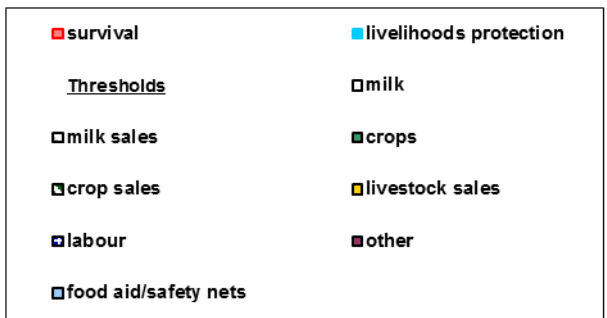 survival
livelihoods protection
Thresholds
milk
milk sales
crops
crop sales
livestock sales
labour
other
food aid/safety nets